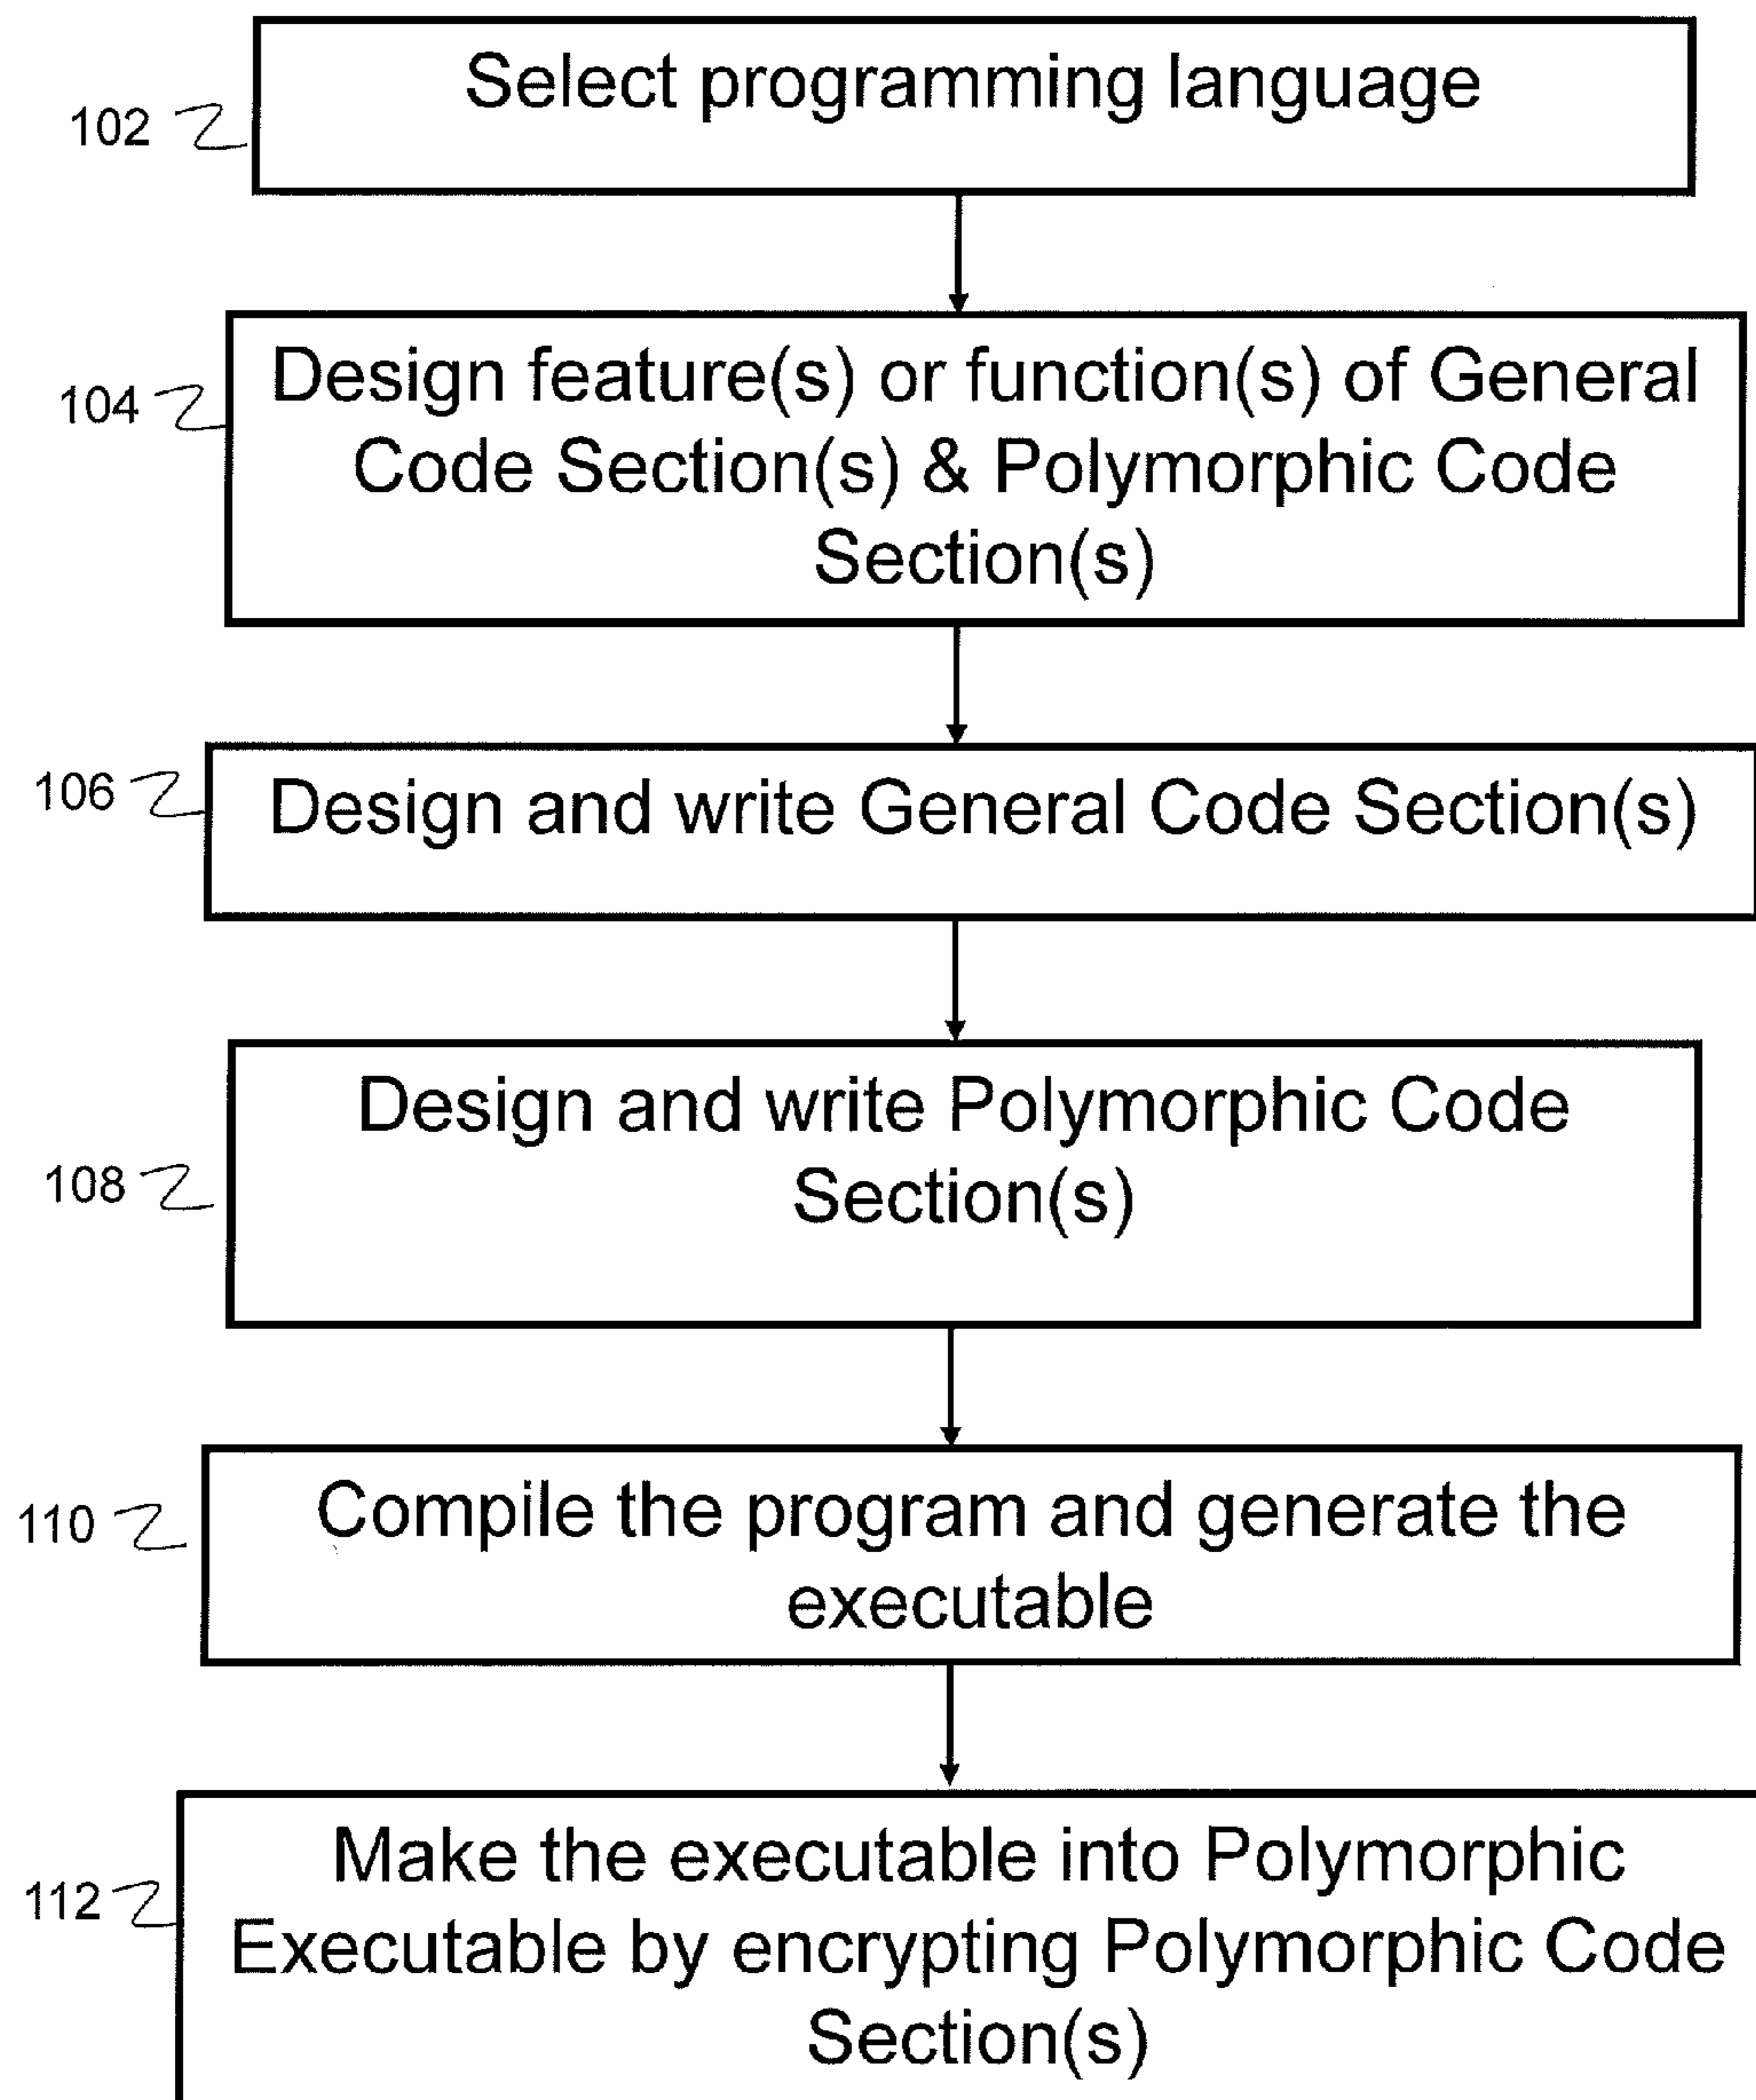 Select programming language
102
Design feature(s) or function(s) of General
104
Code Section(s) & Polymorphic Code
Section(s)
106
Design and write General Code Section(s)
Design and write Polymorphic Code
108
Section(s)
110
Compile the program and generate the
executable
Make the executable into Polymorphic
112
Executable by encrypting Polymorphic Code
Section(s)